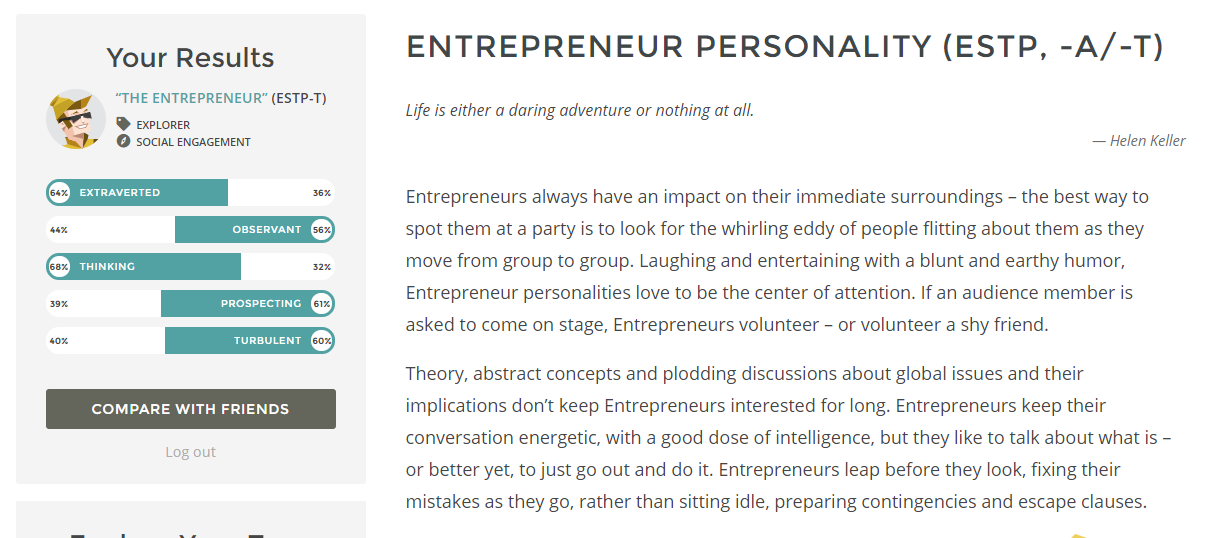 Your Results
“THE ENTREPRENEUR” (ESTP-T)
EXPLORER
SOCIAL ENGAGEMENT
64% EXTRAVERTED 36%
44% OBSERVANT 56%
68% THINKING 32%
39% PROSPECTING 61%
40% TURBULENT 60%
COMPARE WITH FRIENDS
Log out
ENTREPRENEUR PERSONALITY (ESTP, -A/-T)
Life is either a daring adventure or nothing at all.
— Helen Keller
Entrepreneurs always have an impact on their immediate surroundings – the best way to
spot them at a party is to look for the whirling eddy of people flitting about them as they
move from group to group. Laughing and entertaining with a blunt and earthy humor,
Entrepreneur personalities love to be the center of attention. If an audience member is
asked to come on stage, Entrepreneurs volunteer – or volunteer a shy friend.
Theory, abstract concepts and plodding discussions about global issues and their
implications don’t keep Entrepreneurs interested for long. Entrepreneurs keep their
conversation energetic, with a good dose of intelligence, but they like to talk about what is –
or better yet, to just go out and do it. Entrepreneurs leap before they look, fixing their
mistakes as they go, rather than sitting idle, preparing contingencies and escape clauses.